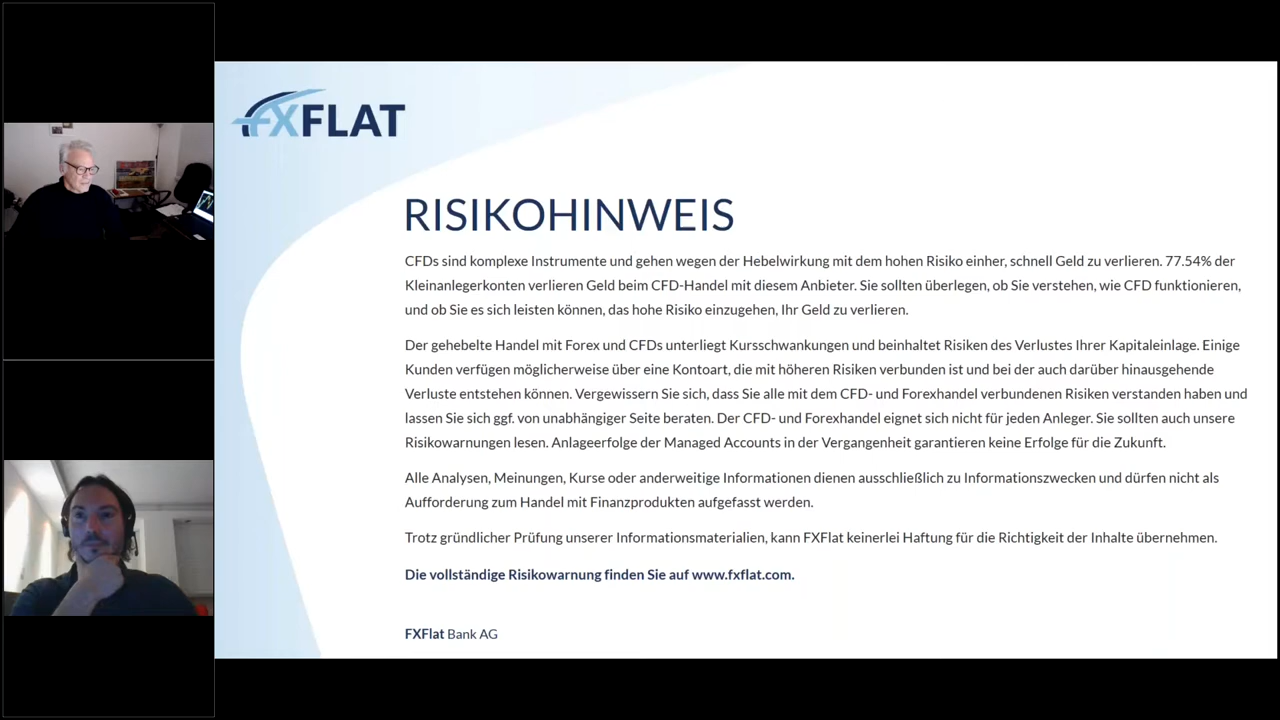 FXFLAT
RISIKOHINWEIS
CFDs sind komplexe Instrumente und gehen wegen der Hebelwirkung mit dem hohen Risiko einher, schnell Geld zu verlieren. 77.54% der
Kleinanlegerkonten verlieren Geld beim CFD-Handel mit diesem Anbieter. Sie sollten überlegen, ob Sie verstehen, wie CFD funktionieren,
und ob Sie es sich leisten können, das hohe Risiko einzugehen, Ihr Geld zu verlieren.
Der gehebelte Handel mit Forex und CFDs unterliegt Kursschwankungen und beinhaltet Risiken des Verlustes Ihrer Kapitaleinlage. Einige
Kunden verfügen möglicherweise über eine Kontoart, die mit höheren Risiken verbunden ist und bei der auch darüber hinausgehende
Verluste entstehen können. Vergewissern Sie sich, dass Sie alle mit dem CFD- und Forexhandel verbundenen Risiken verstanden haben und
lassen Sie sich ggf. von unabhängiger Seite beraten. Der CFD- und Forexhandel eignet sich nicht für jeden Anleger. Sie sollten auch unsere
Risikowarnungen lesen. Anlageerfolge der Managed Accounts in der Vergangenheit garantieren keine Erfolge für die Zukunft.
Alle Analysen, Meinungen, Kurse oder anderweitige Informationen dienen ausschließlich zu Informationszwecken und dürfen nicht als
Aufforderung zum Handel mit Finanzprodukten aufgefasst werden.
Trotz gründlicher Prüfung unserer Informationsmaterialien, kann FXFlat keinerlei Haftung für die Richtigkeit der Inhalte übernehmen.
Die vollständige Risikowarnung finden Sie auf www.fxflat.com.
FXFlat Bank AG